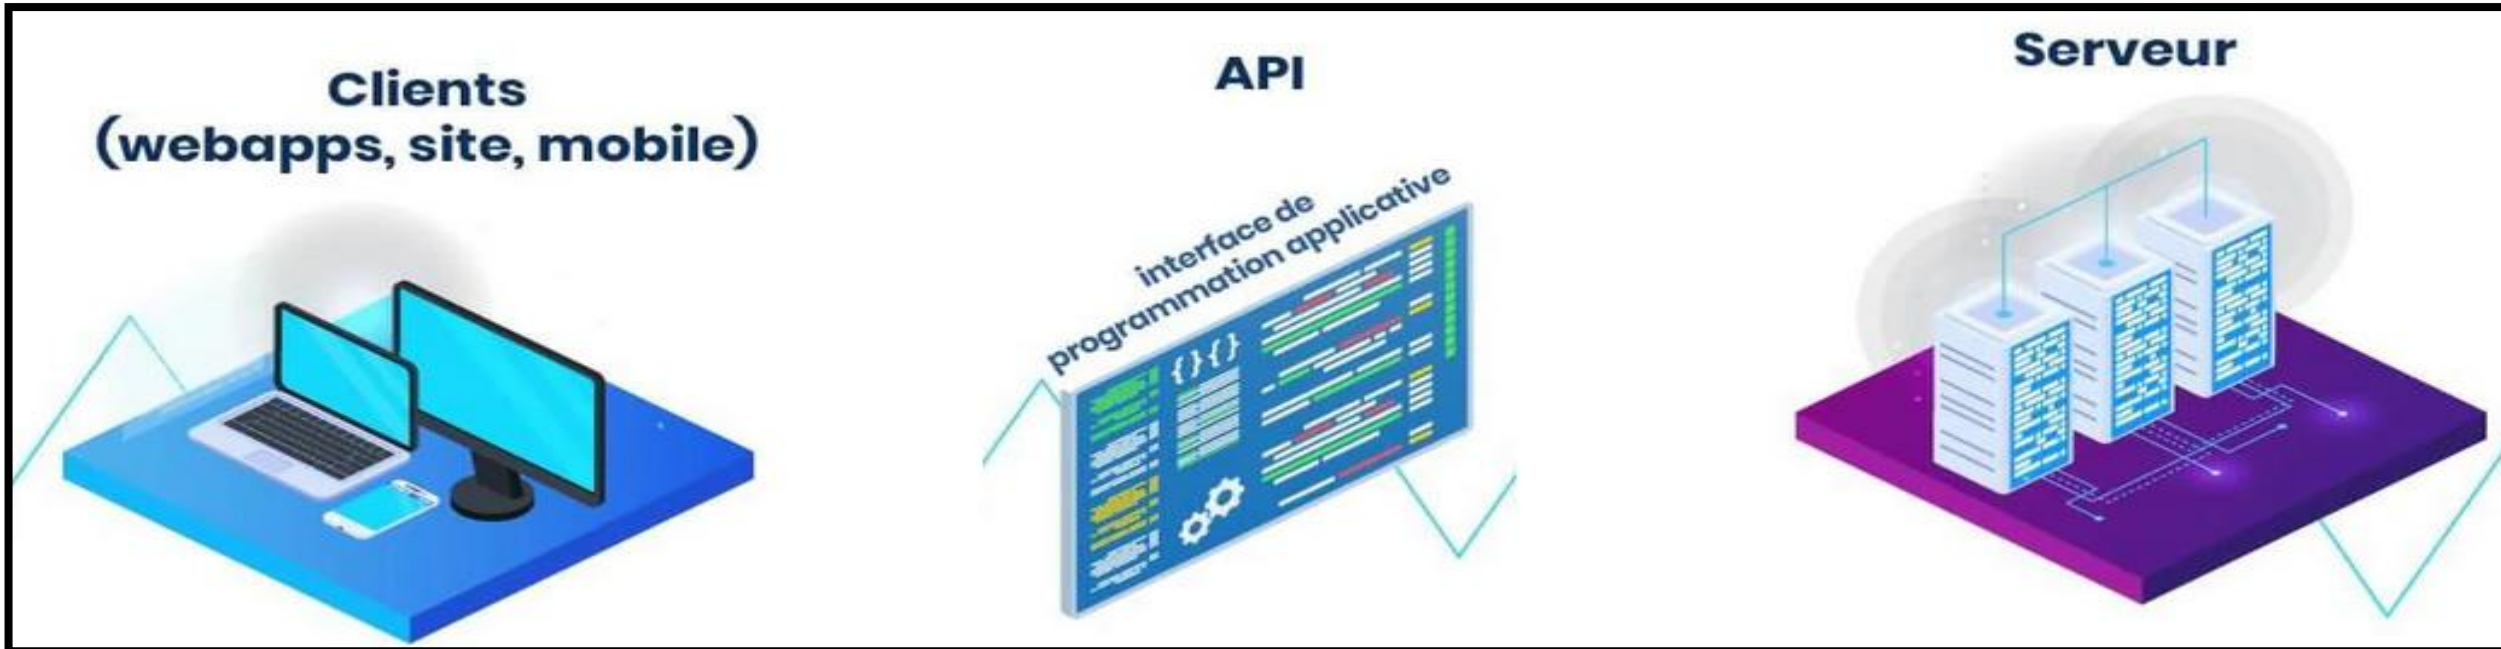 Clients
(webapps, site, mobile)
API
interface de
programmation applicative
Serveur